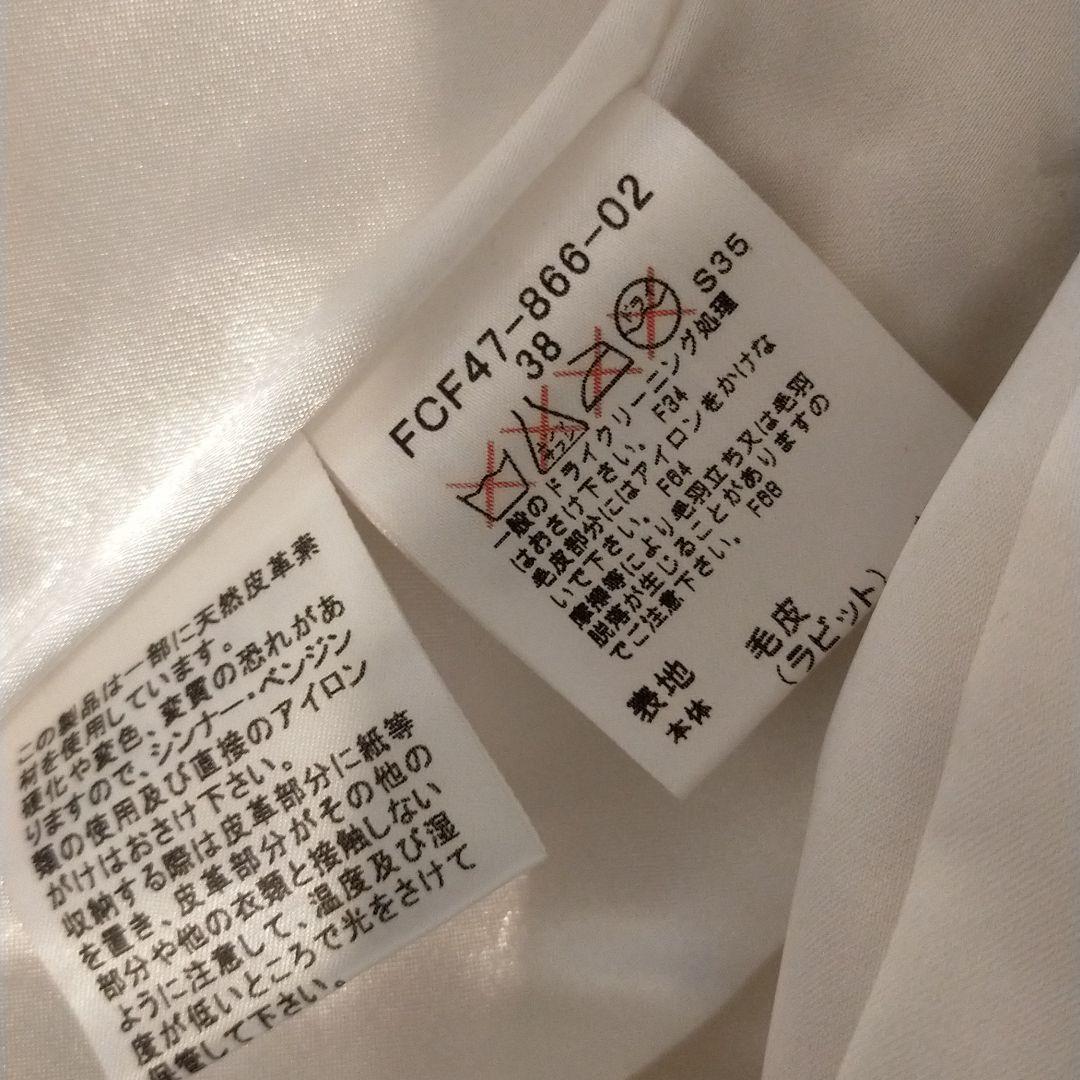 FCF47-866-02
38
エンソ
サラシ
ドライ
S35
一般のドライクリーニング処理
はおさけ下さい。 F34
毛皮部分にはアイロンをかけな
いで下さい。 F64
摩擦等により毛羽立ち又は毛羽
脱落が生じることがありますの
でご注意下さい。 F68
表地
本体
毛皮
(ラビット)
この製品は一部に天然皮革素
材を使用しています。
硬化や変色、変質の恐れがあ
りますので、シンナー・ベンジン
類の使用及び直接のアイロン
がけはおさけ下さい。
収納する際は皮革部分に紙等
を置き、皮革部分がその他の
部分や他の衣類と接触しない
ように注意して、温度及び湿
度が低いところで光をさけて
保管して下さい。